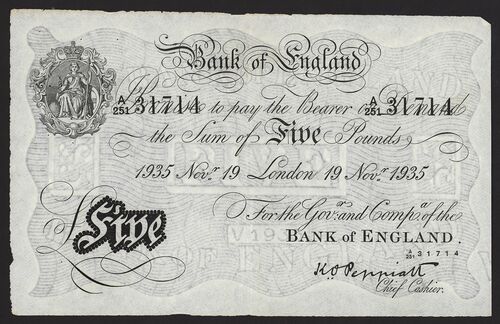 Bank of England
A/251 31714 Promise to pay the Bearer on Demand A/251 31714
the Sum of Five Pounds
1935 Novr. 19 London 19 Novr. 1935
For the Govr. and Compa. of the
BANK OF ENGLAND.
A/251 31714
£Five
K.O. Peppiatt
Chief Cashier.